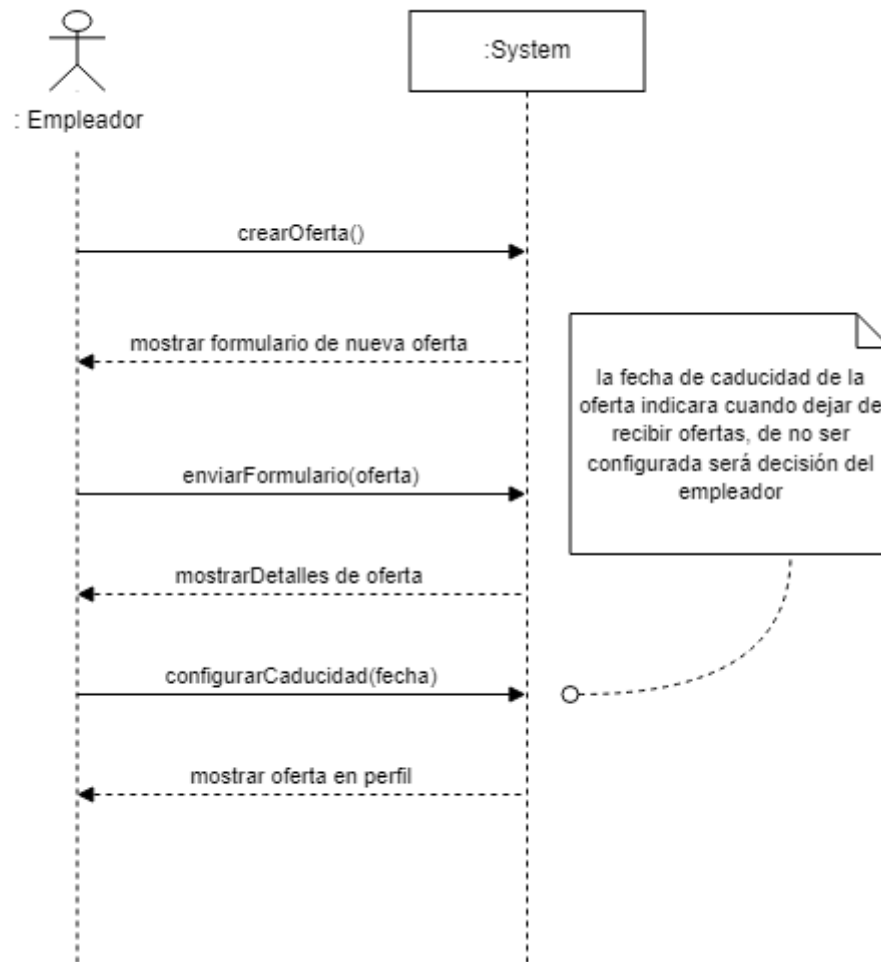 :System
: Empleador
crearOferta()
mostrar formulario de nueva oferta
la fecha de caducidad de la
oferta indicara cuando dejar de
recibir ofertas, de no ser
configurada será decisión del
empleador
enviarFormulario(oferta)
mostrarDetalles de oferta
configurarCaducidad(fecha)
mostrar oferta en perfil